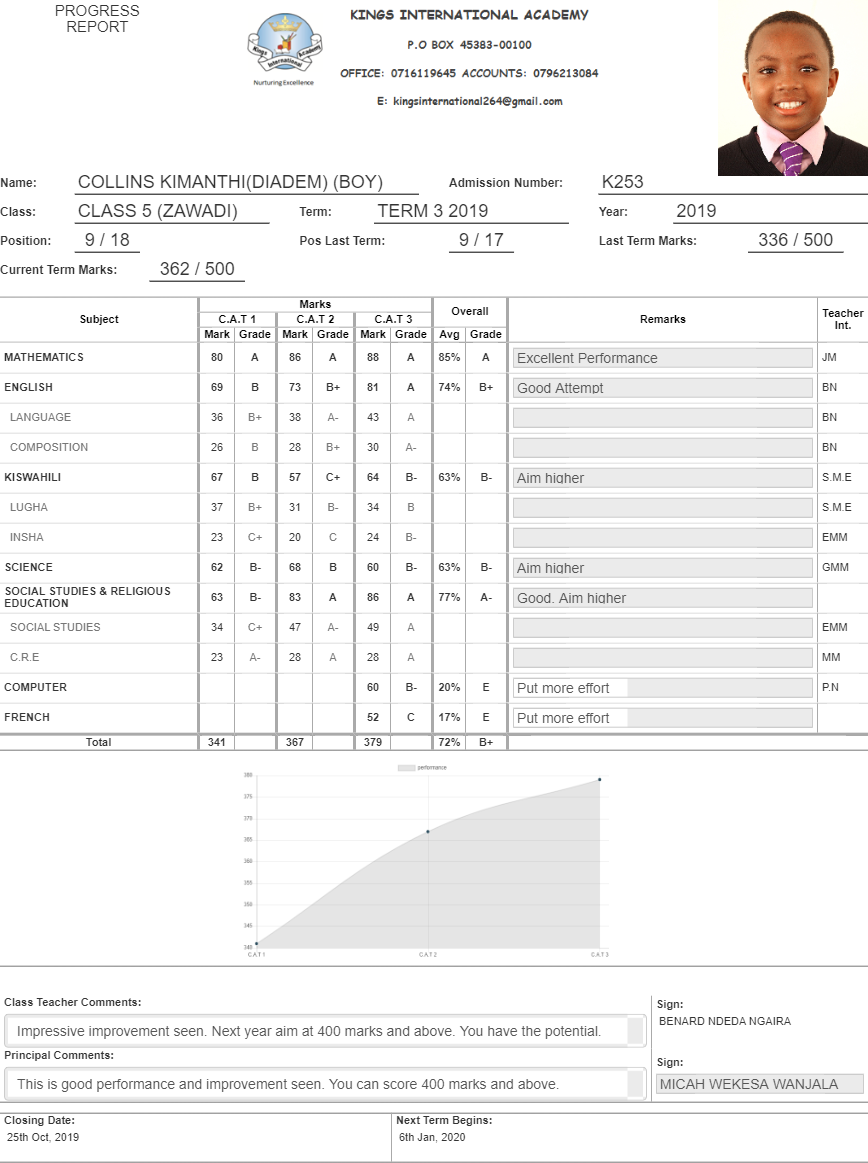 PROGRESS
REPORT
KINGS INTERNATIONAL ACADEMY
P.O BOX 45383-00100
OFFICE: 0716119645 ACCOUNTS: 0796213084
E: kingsinternational264@gmail.com
Kings International Academy
Nurturing Excellence
Name: COLLINS KIMANTHI(DIADEM) (BOY) Admission Number: K253
Class: CLASS 5 (ZAWADI) Term: TERM 3 2019 Year: 2019
Position: 9 / 18 Pos Last Term: 9 / 17 Last Term Marks: 336 / 500
Current Term Marks: 362 / 500
Subject Marks Overall Remarks Teacher Int.
C.A.T 1 C.A.T 2 C.A.T 3
Mark Grade Mark Grade Mark Grade Avg Grade
MATHEMATICS 80 A 86 A 88 A 85% A Excellent Performance JM
ENGLISH 69 B 73 B+ 81 A 74% B+ Good Attempt BN
LANGUAGE 36 B+ 38 A- 43 A BN
COMPOSITION 26 B 28 B+ 30 A- BN
KISWAHILI 67 B 57 C+ 64 B- 63% B- Aim higher S.M.E
LUGHA 37 B+ 31 B- 34 B S.M.E
INSHA 23 C+ 20 C 24 B- EMM
SCIENCE 62 B- 68 B 60 B- 63% B- Aim higher GMM
SOCIAL STUDIES & RELIGIOUS
EDUCATION 63 B- 83 A 86 A 77% A- Good. Aim higher
SOCIAL STUDIES 34 C+ 47 A- 49 A EMM
C.R.E 23 A- 28 A 28 A MM
COMPUTER 60 B- 20% E Put more effort P.N
FRENCH 52 C 17% E Put more effort
Total 341 367 379 72% B+
performance
380
375
370
365
360
355
350
345
340
C.A.T 1 C.A.T 2 C.A.T 3
Class Teacher Comments:
Impressive improvement seen. Next year aim at 400 marks and above. You have the potential.
Sign:
BENARD NDEDA NGAIRA
Principal Comments:
This is good performance and improvement seen. You can score 400 marks and above.
Sign:
MICAH WEKESA WANJALA
Closing Date:
25th Oct, 2019
Next Term Begins:
6th Jan, 2020